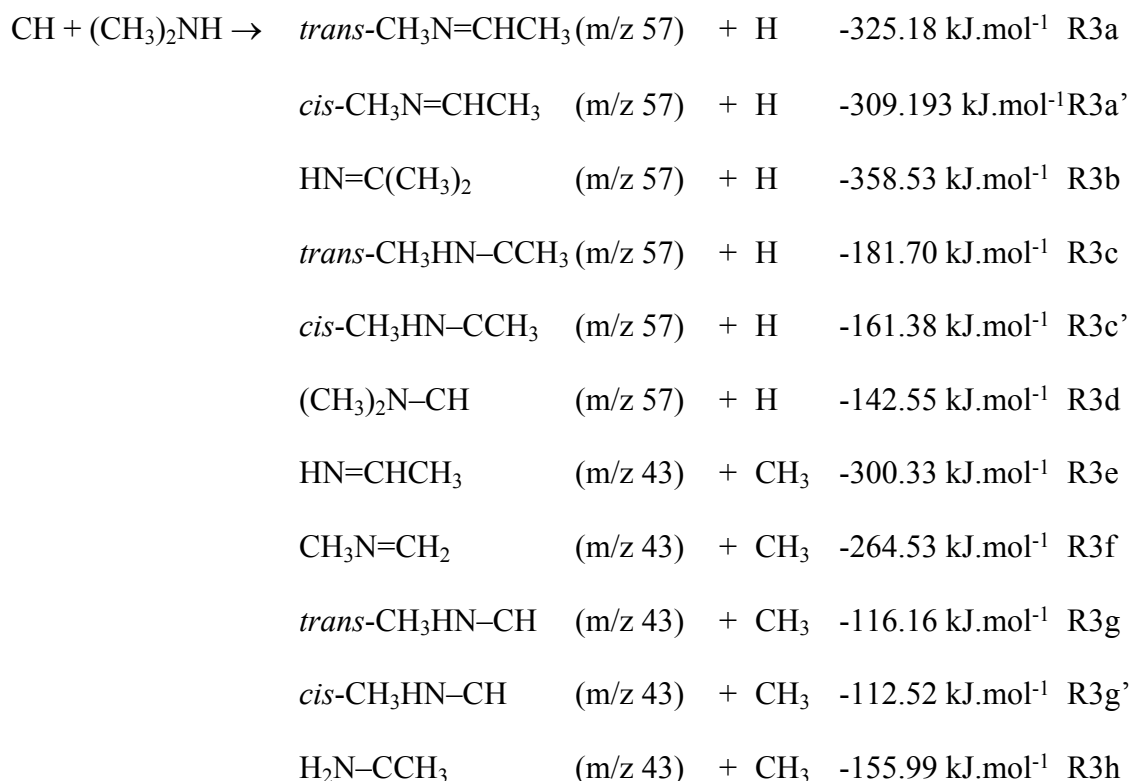 CH + (CH₃)₂NH → trans-CH₃N=CHCH₃ (m/z 57) + H -325.18 kJ.mol⁻¹ R3a
cis-CH₃N=CHCH₃ (m/z 57) + H -309.193 kJ.mol⁻¹ R3a’
HN=C(CH₃)₂ (m/z 57) + H -358.53 kJ.mol⁻¹ R3b
trans-CH₃HN–CCH₃ (m/z 57) + H -181.70 kJ.mol⁻¹ R3c
cis-CH₃HN–CCH₃ (m/z 57) + H -161.38 kJ.mol⁻¹ R3c’
(CH₃)₂N–CH (m/z 57) + H -142.55 kJ.mol⁻¹ R3d
HN=CHCH₃ (m/z 43) + CH₃ -300.33 kJ.mol⁻¹ R3e
CH₃N=CH₂ (m/z 43) + CH₃ -264.53 kJ.mol⁻¹ R3f
trans-CH₃HN–CH (m/z 43) + CH₃ -116.16 kJ.mol⁻¹ R3g
cis-CH₃HN–CH (m/z 43) + CH₃ -112.52 kJ.mol⁻¹ R3g’
H₂N–CCH₃ (m/z 43) + CH₃ -155.99 kJ.mol⁻¹ R3h